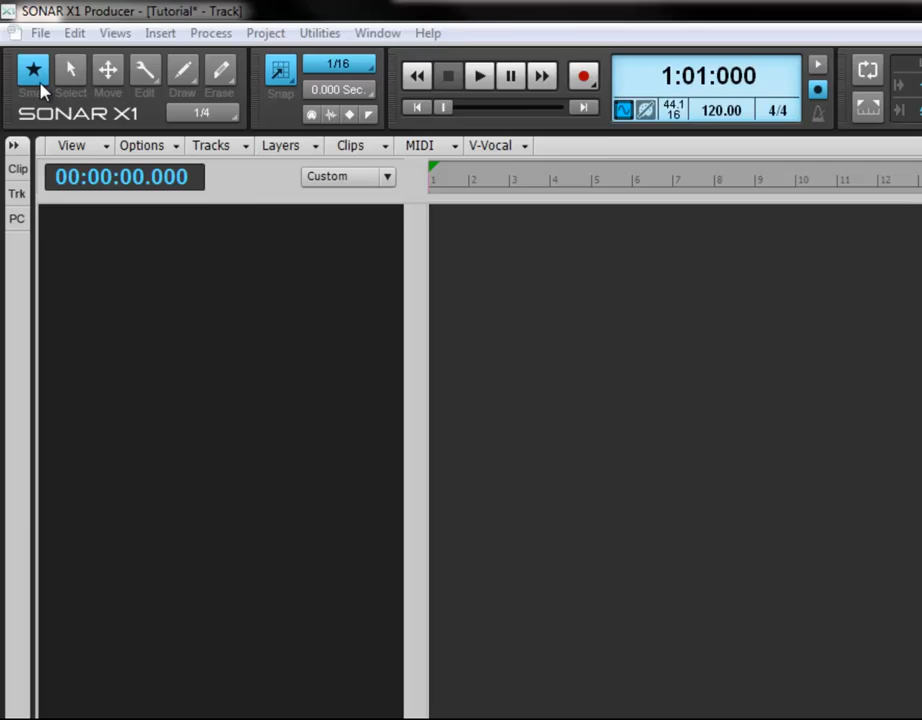 SONAR X1 Producer - [Tutorial* - Track]
File Edit Views Insert Process Project Utilities Window Help
1/16
1:01:000
Select Move Edit Draw Erase Snap
0.000 Sec.
SONAR X1 1/4
44.1
16
120.00 4/4
View Options Tracks Layers Clips MIDI V-Vocal
Clip
00:00:00.000 Custom
1 2 3 4 5 6 7 8 9 10 11 12
Trk
PC